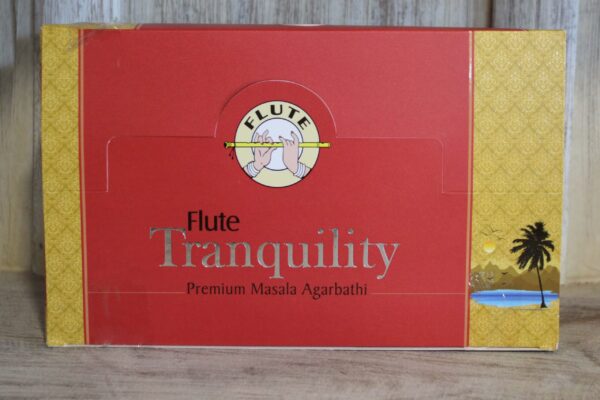 FLUTE
Flute
Tranquility
Premium Masala Agarbathi